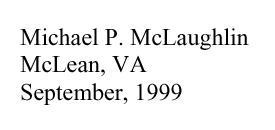 Michael P. McLaughlin
McLean, VA
September, 1999